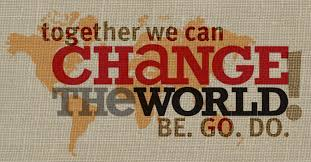 together we can
CHANGE
THE WORLD!
BE. GO. DO.